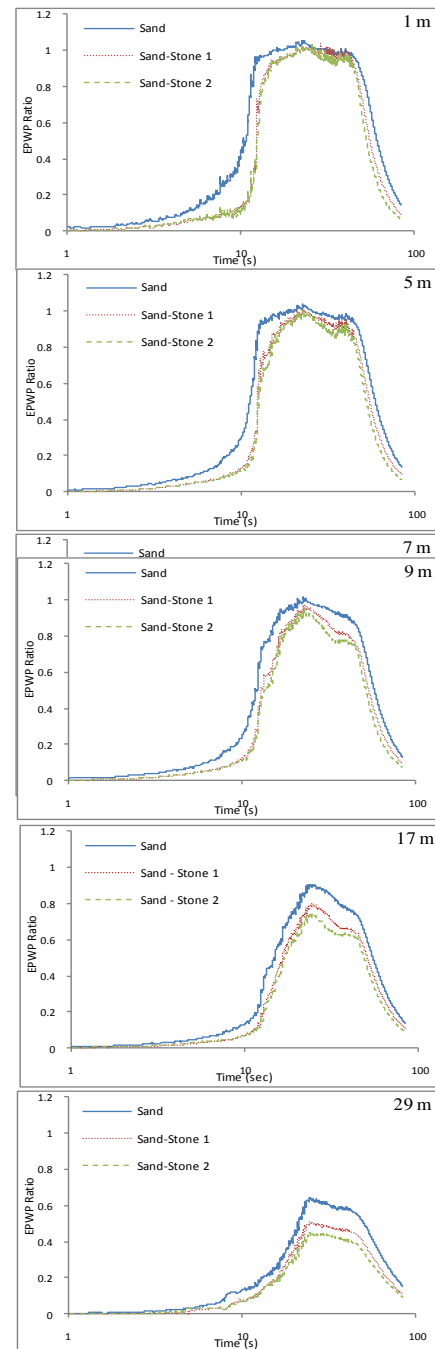 1 m
1.2
1
0.8
0.6
0.4
0.2
0
EPWP Ratio
Sand
Sand-Stone 1
Sand-Stone 2
1 10 100
Time (s)
5 m
1.2
1
0.8
0.6
0.4
0.2
0
EPWP Ratio
Sand
Sand-Stone 1
Sand-Stone 2
1 10 100
Time (s)
7 m
1.2
Sand
9 m
1.2
1
0.8
0.6
0.4
0.2
0
EPWP Ratio
Sand
Sand-Stone 1
Sand-Stone 2
1 10 100
Time (s)
17 m
1.2
1
0.8
0.6
0.4
0.2
0
EPWP Ratio
Sand
Sand - Stone 1
Sand - Stone 2
1 10 100
Time (sec)
29 m
1.2
1
0.8
0.6
0.4
0.2
0
EPWP Ratio
Sand
Sand-Stone 1
Sand-Stone 2
1 10 100
Time (s)